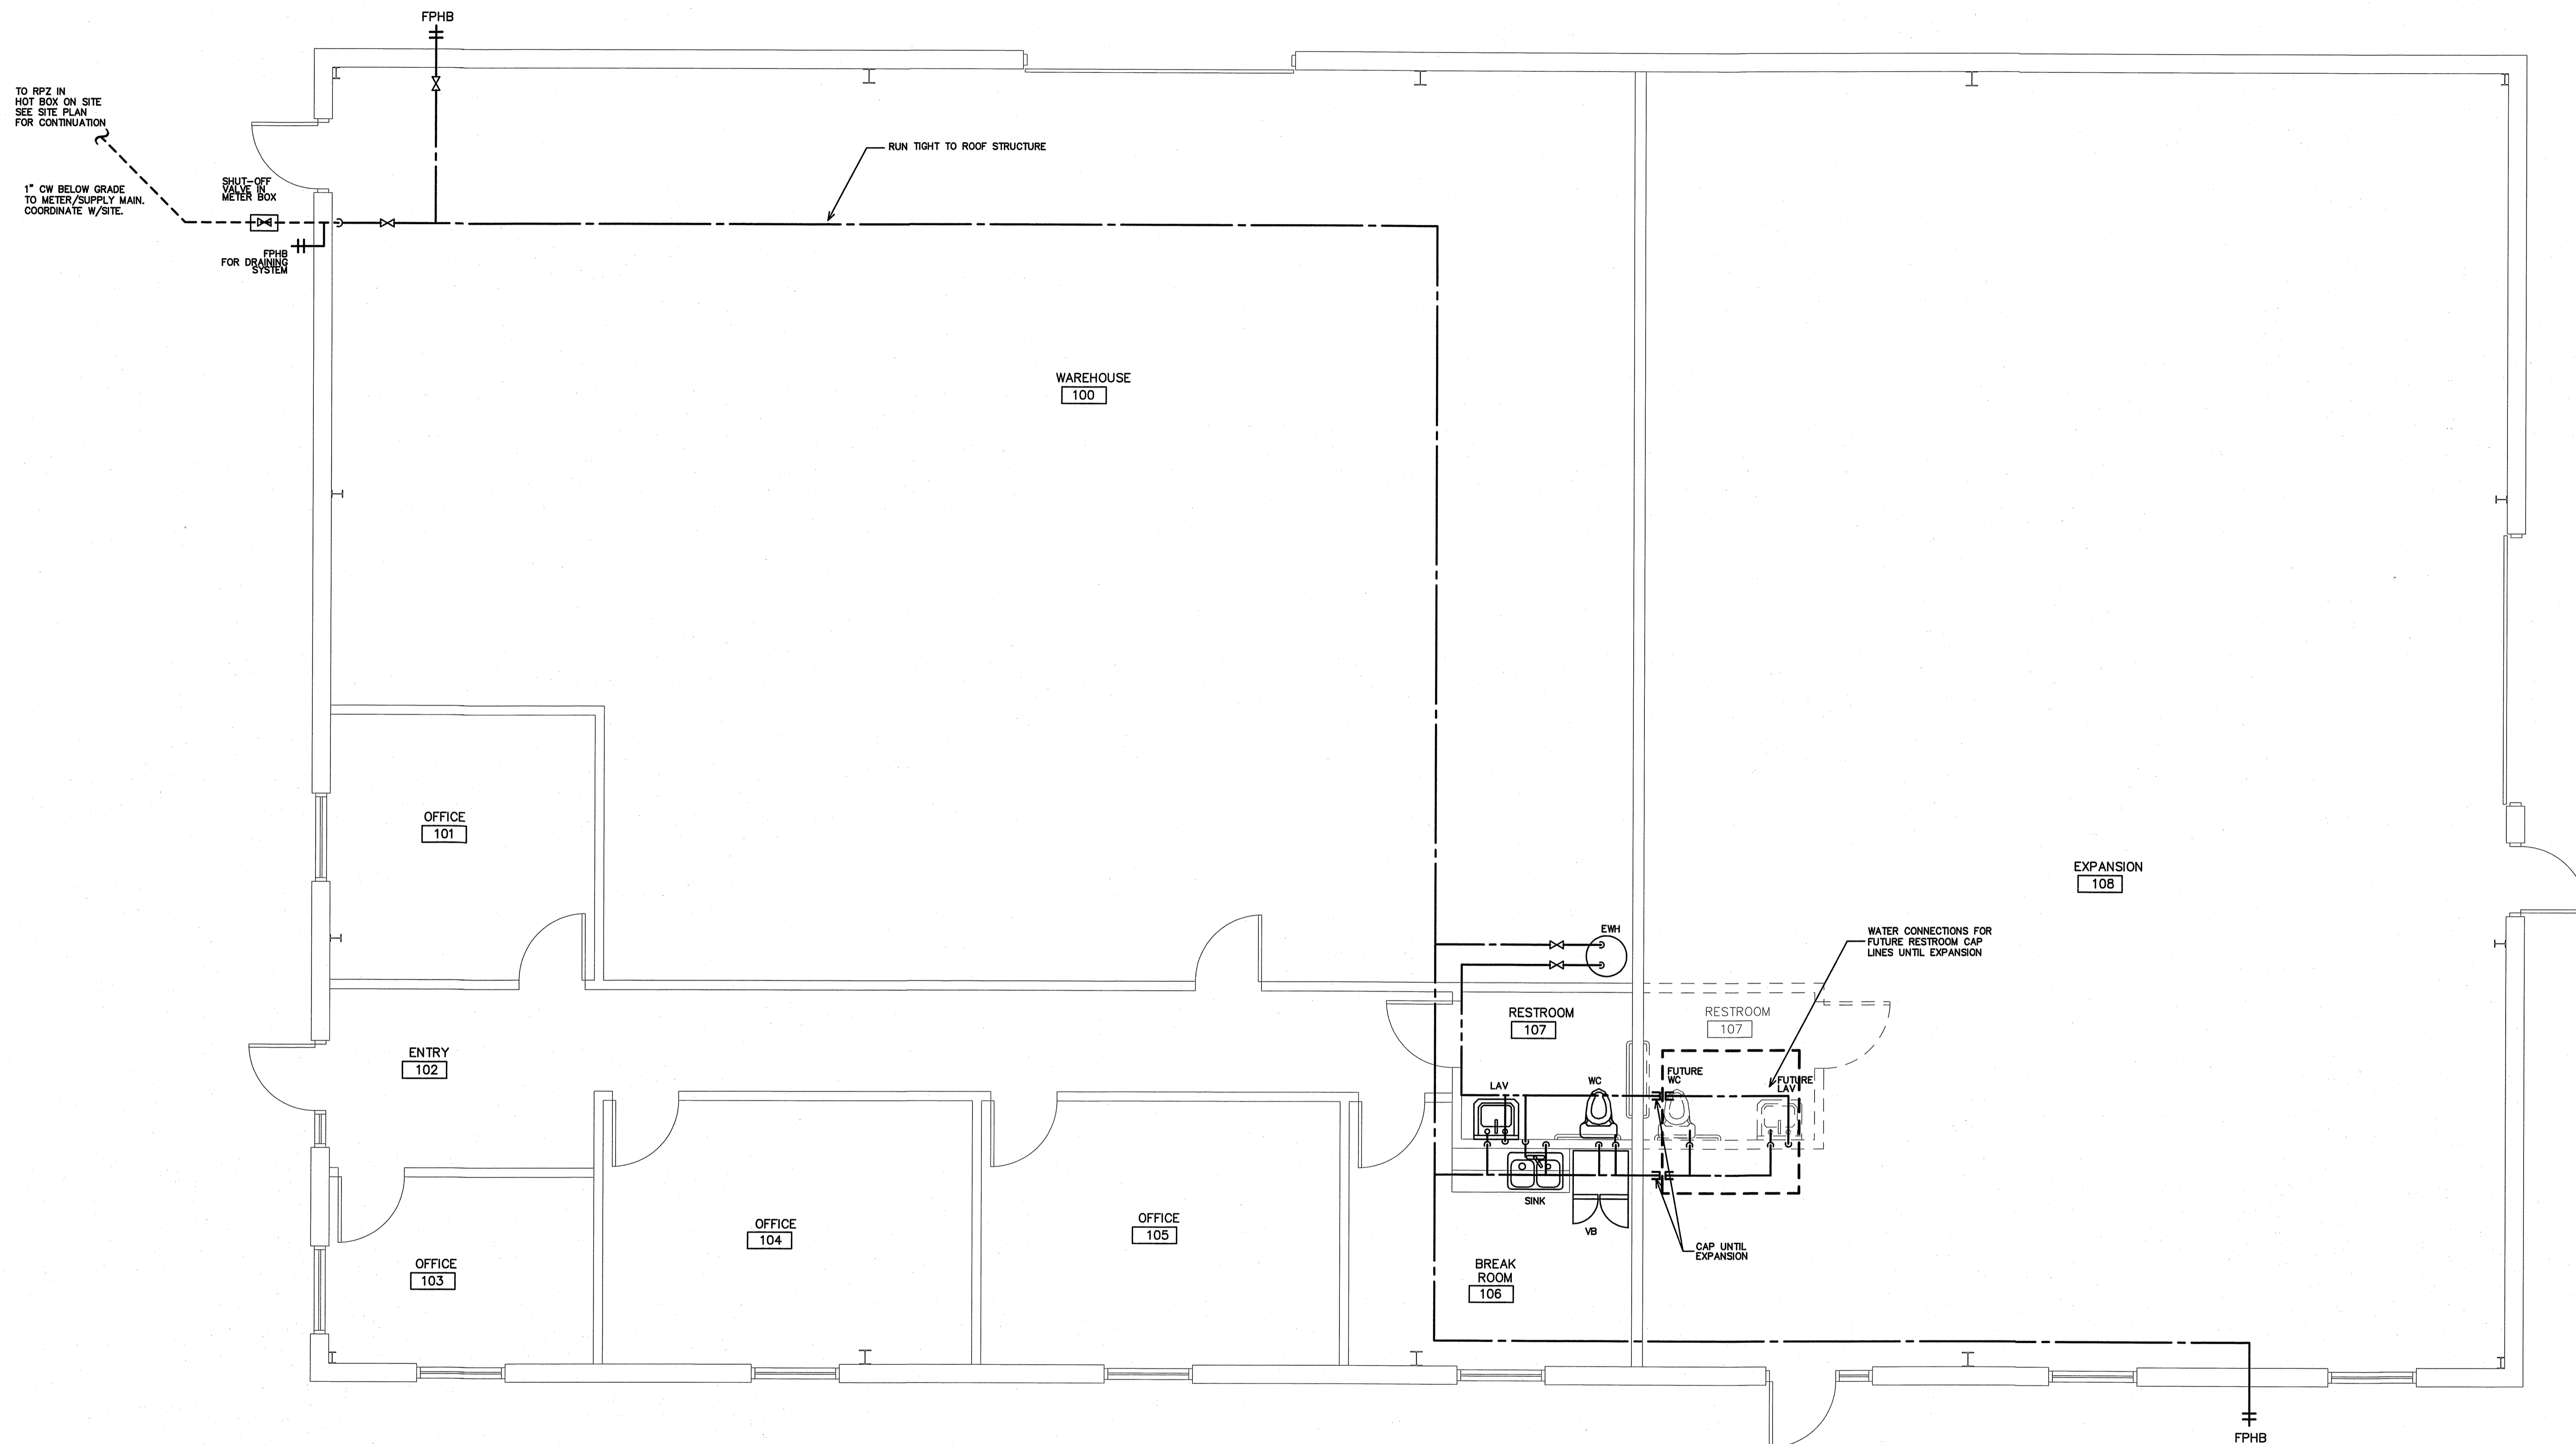 FPHB
TO RPZ IN
HOT BOX ON SITE
SEE SITE PLAN
FOR CONTINUATION
RUN TIGHT TO ROOF STRUCTURE
1" CW BELOW GRADE
TO METER/SUPPLY MAIN.
COORDINATE W/SITE.
SHUT-OFF
VALVE IN
METER BOX
FPHB
FOR DRAINING
SYSTEM
WAREHOUSE
100
OFFICE
101
EXPANSION
108
EWH
WATER CONNECTIONS FOR
FUTURE RESTROOM CAP
LINES UNTIL EXPANSION
RESTROOM
107
RESTROOM
107
ENTRY
102
LAV
WC
FUTURE
WC
FUTURE
LAV
SINK
VB
CAP UNTIL
EXPANSION
OFFICE
103
OFFICE
104
OFFICE
105
BREAK
ROOM
106
FPHB